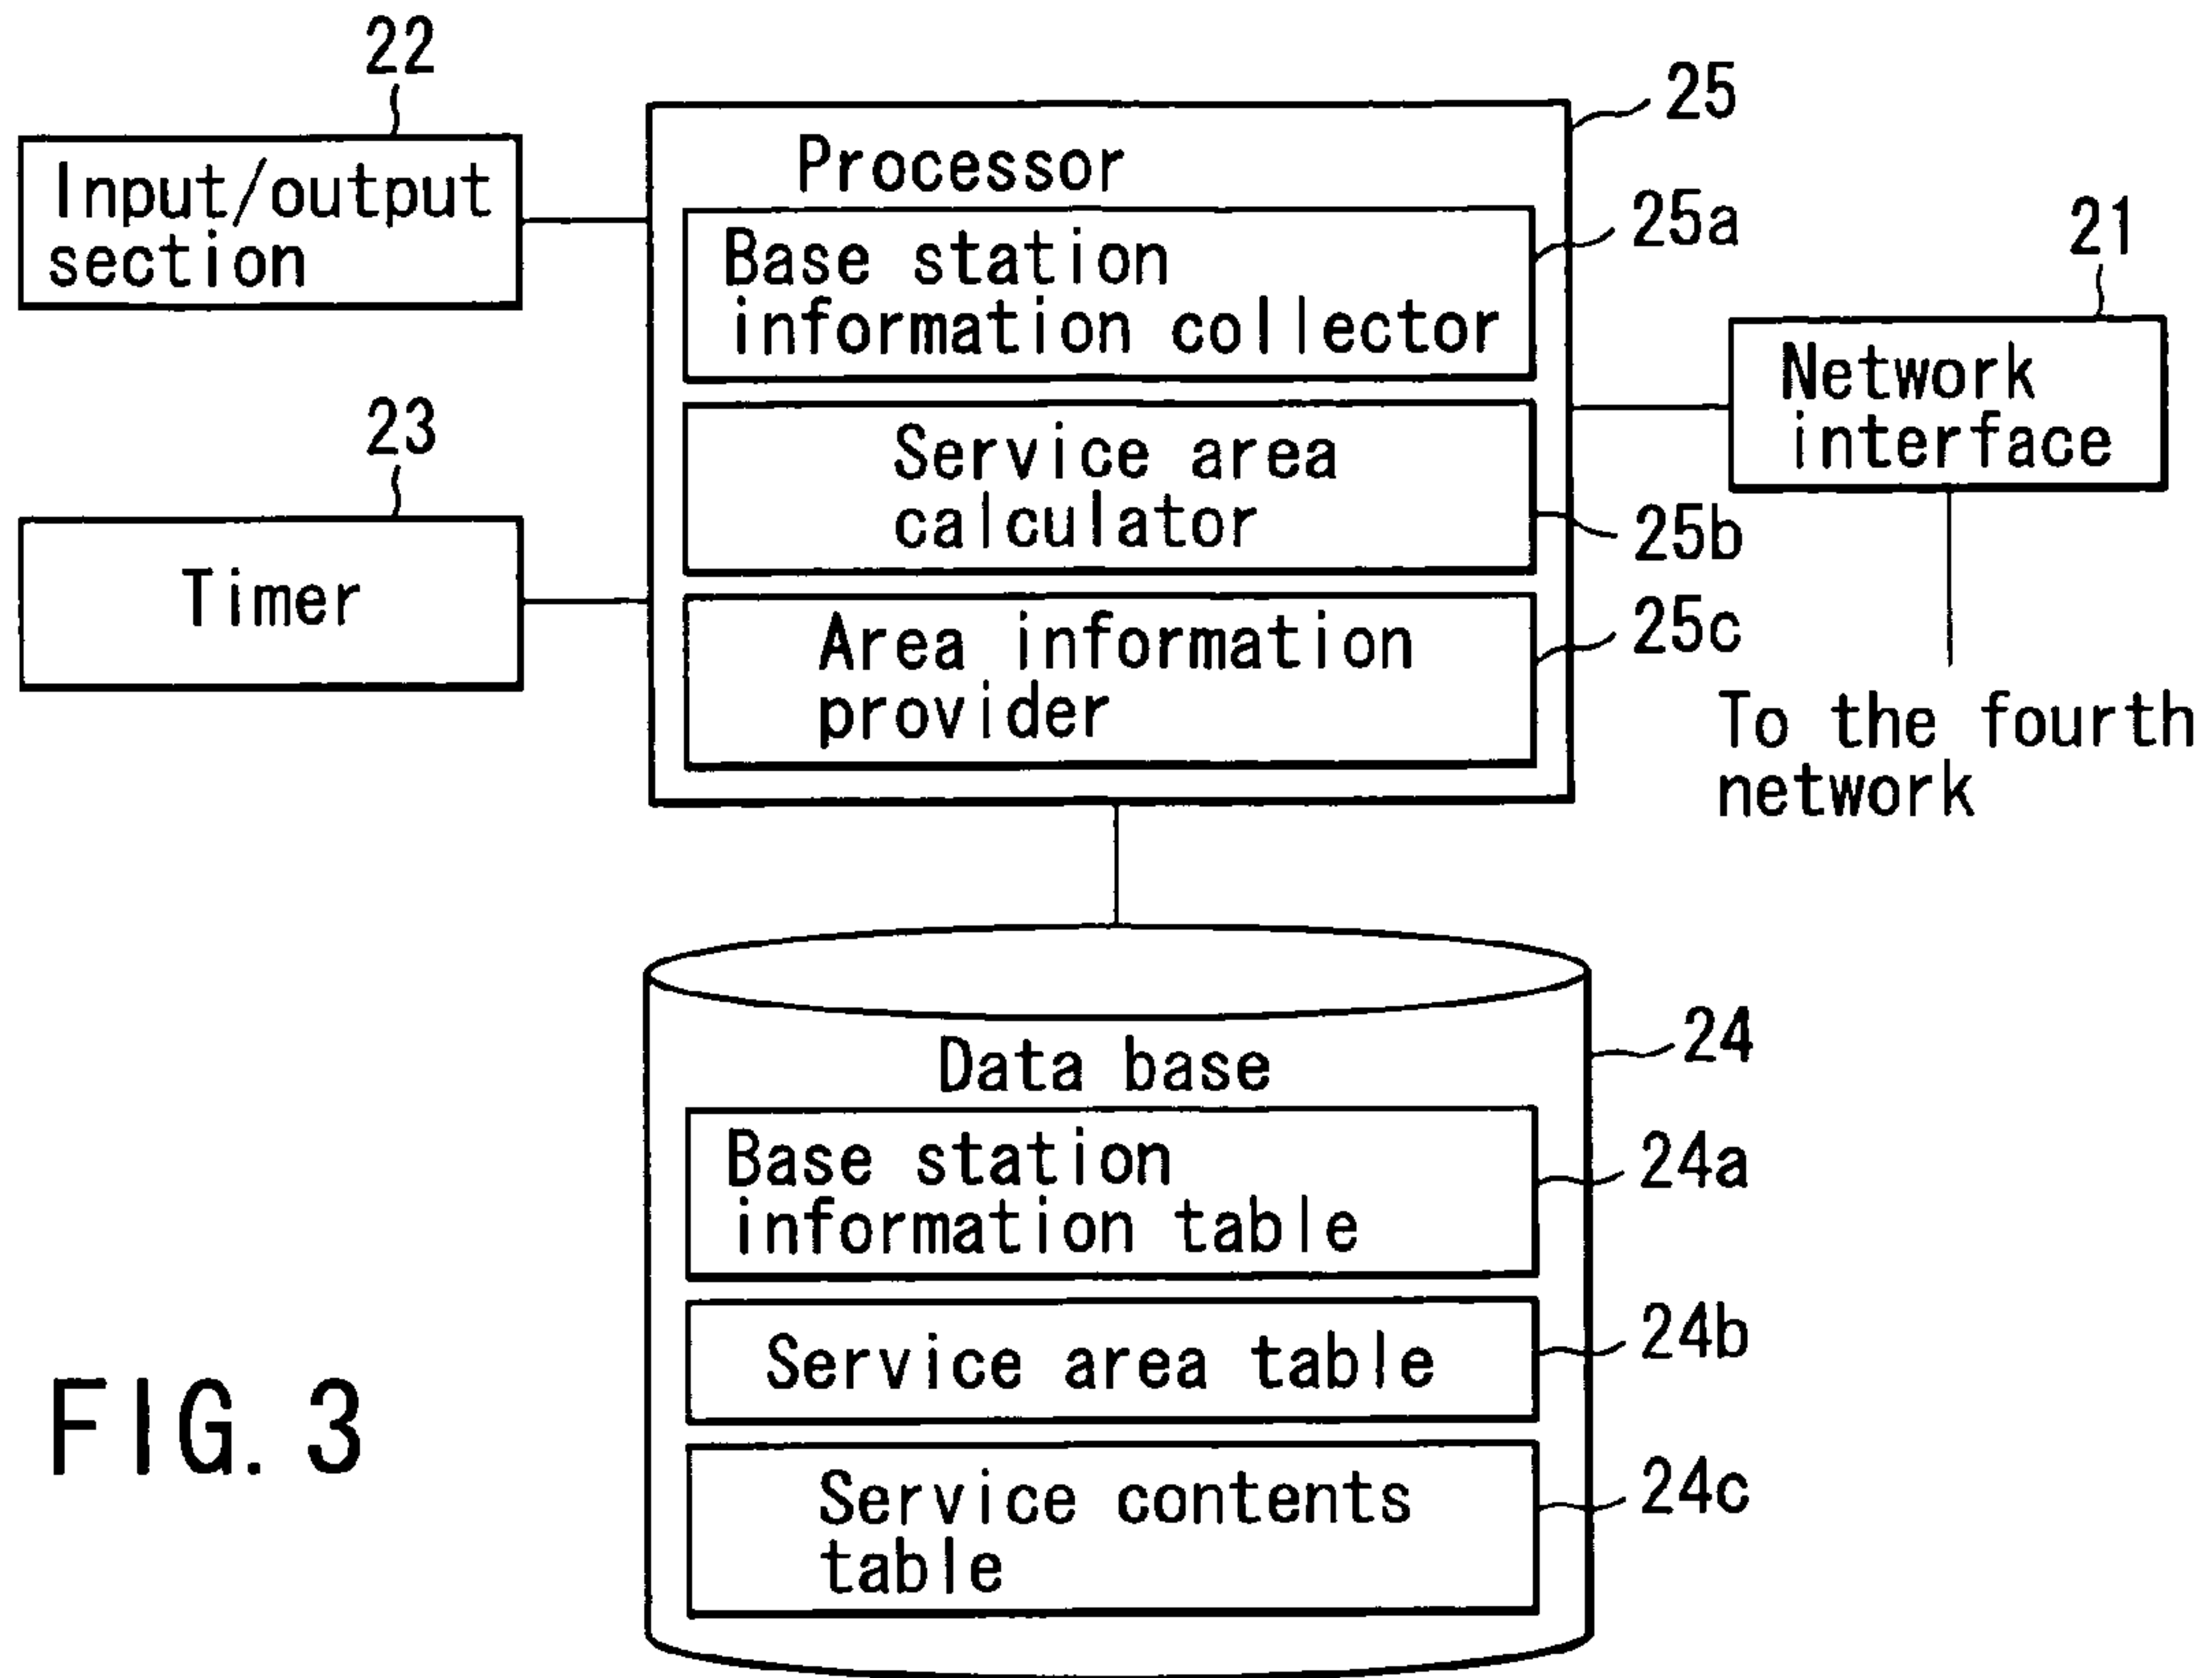 22
Input/output
section
23
Timer
25
Processor
25a
Base station
information collector
Service area
calculator
25b
Area information
provider
25c
21
Network
interface
To the fourth
network
24
Data base
Base station
information table
24a
Service area table
24b
Service contents
table
24c
FIG. 3